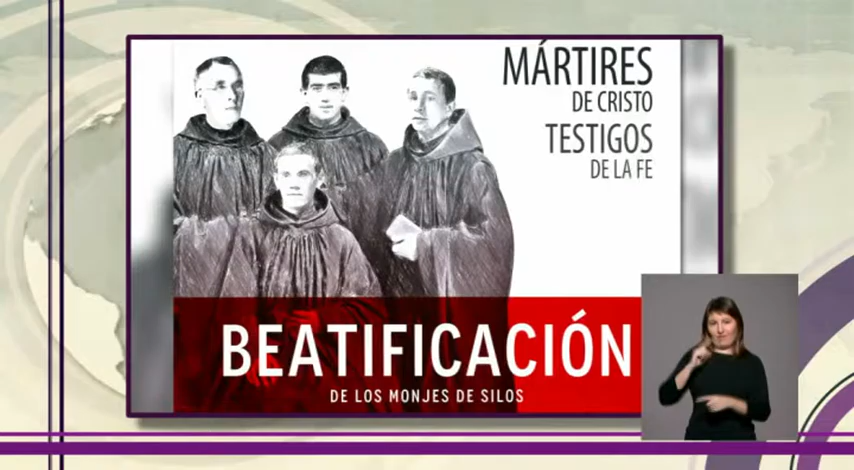 MÁRTIRES
DE CRISTO
TESTIGOS
DE LA FE
BEATIFICACIÓN
DE LOS MONJES DE SILOS